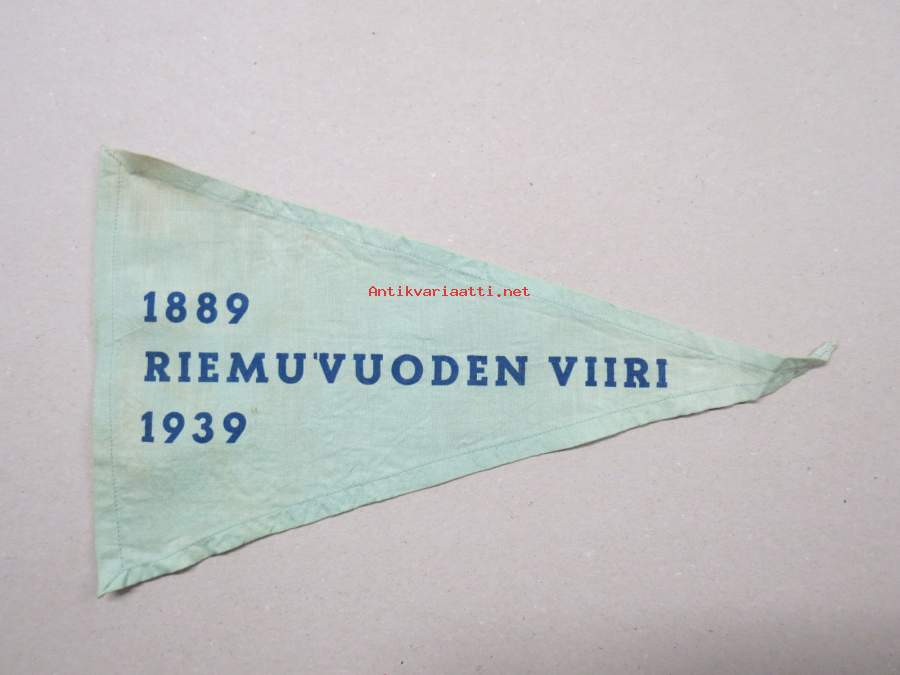 Antikvariaatti.net
1889
RIEMUVUODEN VIIRI
1939